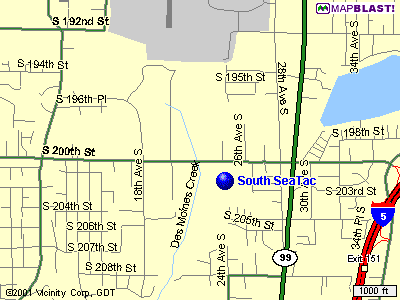 S 192nd St
MAPBLAST!
S 194th St
S 195th St
28th Ave S
34th Ave S
S 196th Pl
S 198th St
S 200th St
26th Ave S
18th Ave S
Des Moines Creek
South SeaTac
30th Ave S
S 203rd St
S 204th St
S 205th St
34th Pl S
5
S 206th St
S 207th St
99
Exit 151
S 208th St
24th Ave S
©2001 Vicinity Corp, GDT
1000 ft